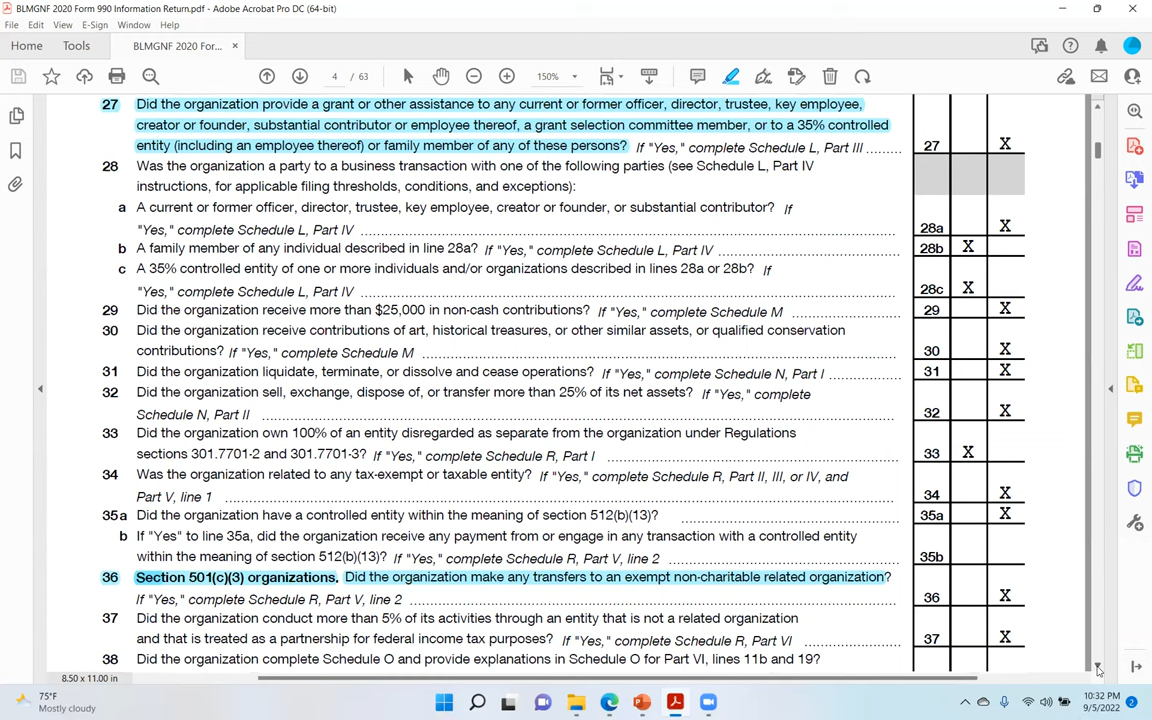 BLMGNF 2020 Form 990 Information Return.pdf - Adobe Acrobat Pro DC (64-bit)
File Edit View E-Sign Window Help
Home Tools BLMGNF 2020 For... ×
4 / 63 150%
27 Did the organization provide a grant or other assistance to any current or former officer, director, trustee, key employee,
creator or founder, substantial contributor or employee thereof, a grant selection committee member, or to a 35% controlled
entity (including an employee thereof) or family member of any of these persons? If "Yes," complete Schedule L, Part III ......... 27 X
28 Was the organization a party to a business transaction with one of the following parties (see Schedule L, Part IV
instructions, for applicable filing thresholds, conditions, and exceptions):
a A current or former officer, director, trustee, key employee, creator or founder, or substantial contributor? If
"Yes," complete Schedule L, Part IV 28a X
b A family member of any individual described in line 28a? If "Yes," complete Schedule L, Part IV 28b X
c A 35% controlled entity of one or more individuals and/or organizations described in lines 28a or 28b? If
"Yes," complete Schedule L, Part IV 28c X
29 Did the organization receive more than $25,000 in non-cash contributions? If "Yes," complete Schedule M 29 X
30 Did the organization receive contributions of art, historical treasures, or other similar assets, or qualified conservation
contributions? If "Yes," complete Schedule M 30 X
31 Did the organization liquidate, terminate, or dissolve and cease operations? If "Yes," complete Schedule N, Part I 31 X
32 Did the organization sell, exchange, dispose of, or transfer more than 25% of its net assets? If "Yes," complete
Schedule N, Part II 32 X
33 Did the organization own 100% of an entity disregarded as separate from the organization under Regulations
sections 301.7701-2 and 301.7701-3? If "Yes," complete Schedule R, Part I 33 X
34 Was the organization related to any tax-exempt or taxable entity? If "Yes," complete Schedule R, Part II, III, or IV, and
Part V, line 1 34 X
35a Did the organization have a controlled entity within the meaning of section 512(b)(13)? 35a X
b If "Yes" to line 35a, did the organization receive any payment from or engage in any transaction with a controlled entity
within the meaning of section 512(b)(13)? If "Yes," complete Schedule R, Part V, line 2 35b
36 Section 501(c)(3) organizations. Did the organization make any transfers to an exempt non-charitable related organization?
If "Yes," complete Schedule R, Part V, line 2 36 X
37 Did the organization conduct more than 5% of its activities through an entity that is not a related organization
and that is treated as a partnership for federal income tax purposes? If "Yes," complete Schedule R, Part VI 37 X
38 Did the organization complete Schedule O and provide explanations in Schedule O for Part VI, lines 11b and 19?
8.50 x 11.00 in
75°F
Mostly cloudy
10:32 PM
9/5/2022
2